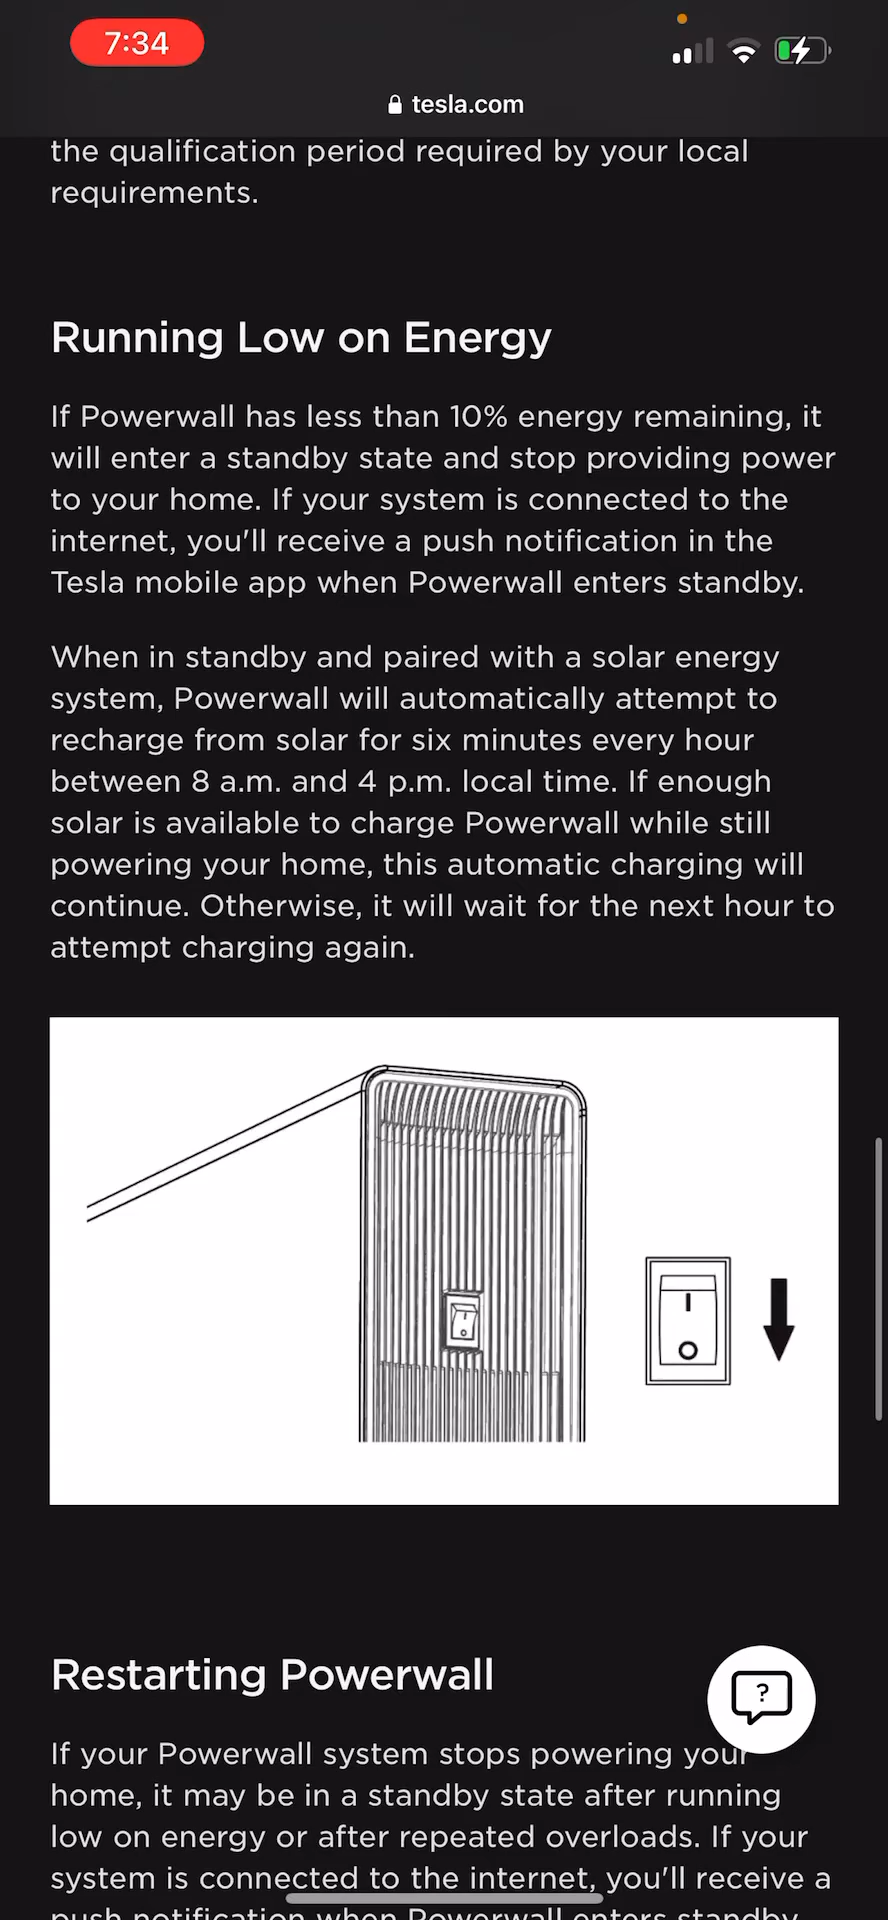 7:34
tesla.com
the qualification period required by your local
requirements.
Running Low on Energy
If Powerwall has less than 10% energy remaining, it
will enter a standby state and stop providing power
to your home. If your system is connected to the
internet, you'll receive a push notification in the
Tesla mobile app when Powerwall enters standby.
When in standby and paired with a solar energy
system, Powerwall will automatically attempt to
recharge from solar for six minutes every hour
between 8 a.m. and 4 p.m. local time. If enough
solar is available to charge Powerwall while still
powering your home, this automatic charging will
continue. Otherwise, it will wait for the next hour to
attempt charging again.
Restarting Powerwall
?
If your Powerwall system stops powering your
home, it may be in a standby state after running
low on energy or after repeated overloads. If your
system is connected to the internet, you'll receive a
push notification when Powerwall enters standby